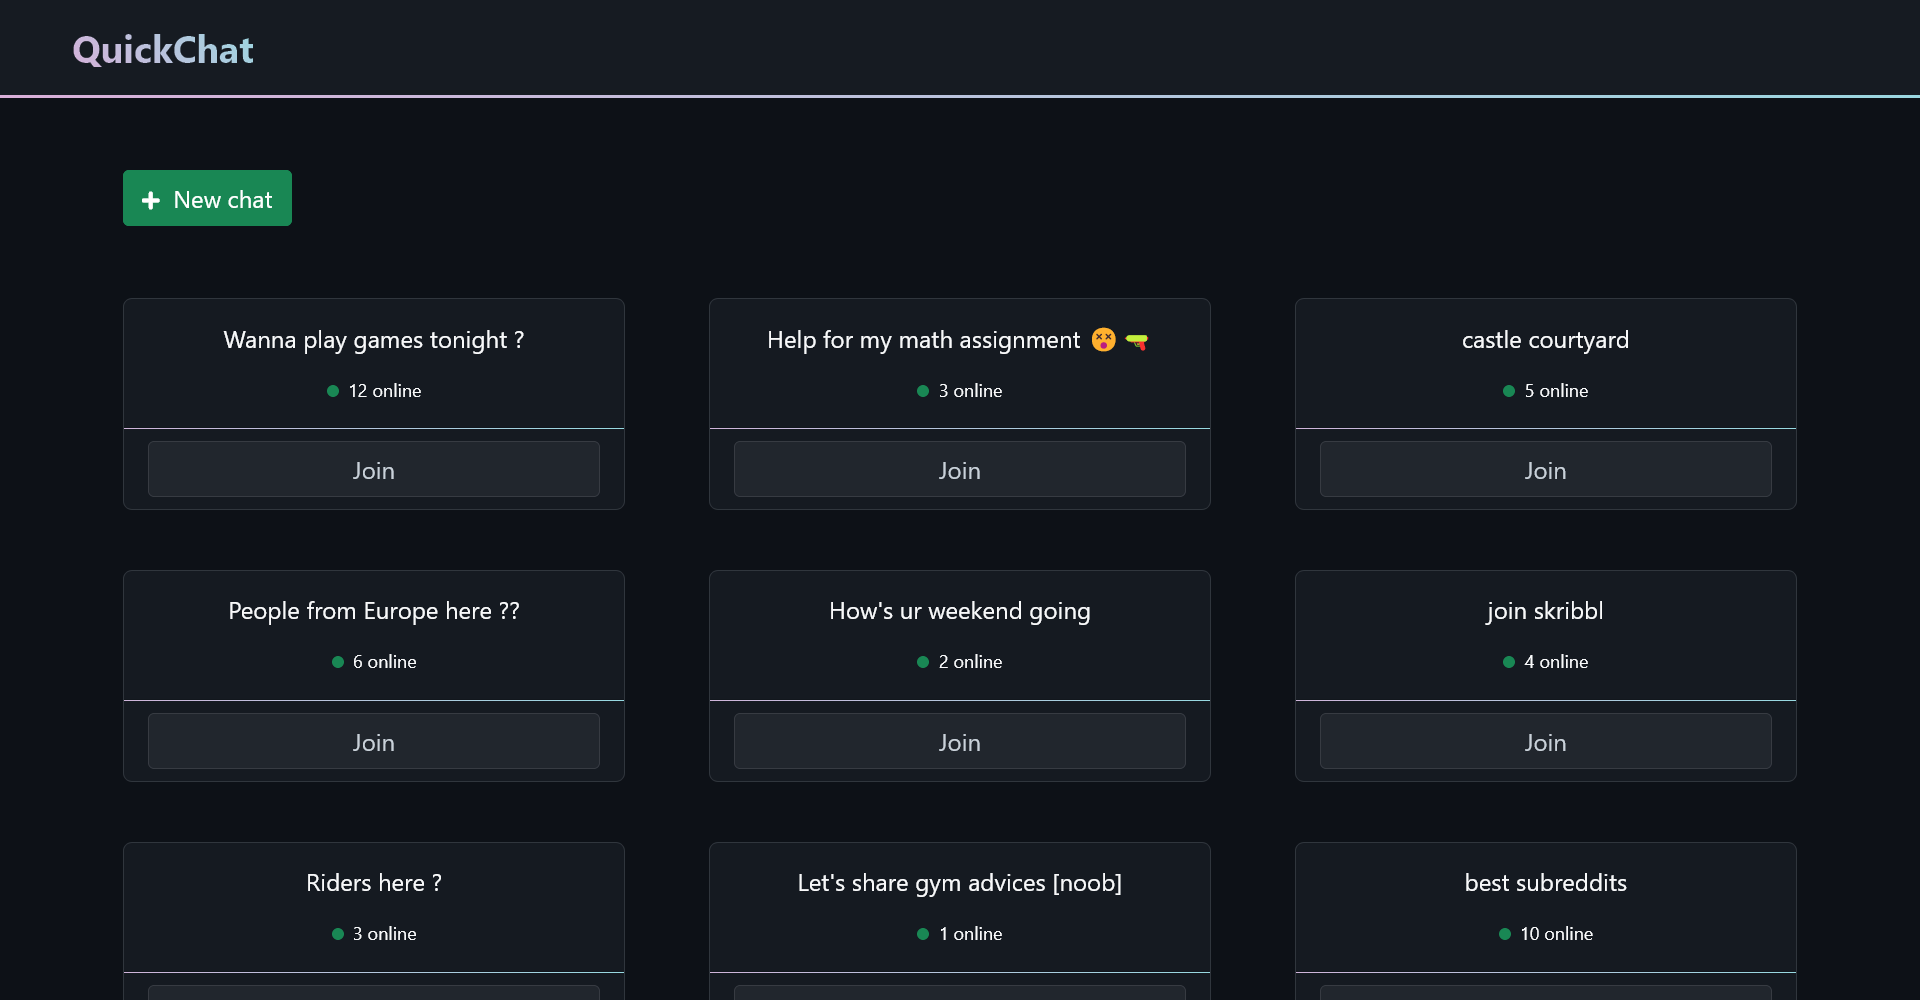 QuickChat
New chat
Wanna play games tonight ?
12 online
Join
Help for my math assignment 😵 🔫
3 online
Join
castle courtyard
5 online
Join
People from Europe here ??
6 online
Join
How's ur weekend going
2 online
Join
join skribbl
4 online
Join
Riders here ?
3 online
Let's share gym advices [noob]
1 online
best subreddits
10 online